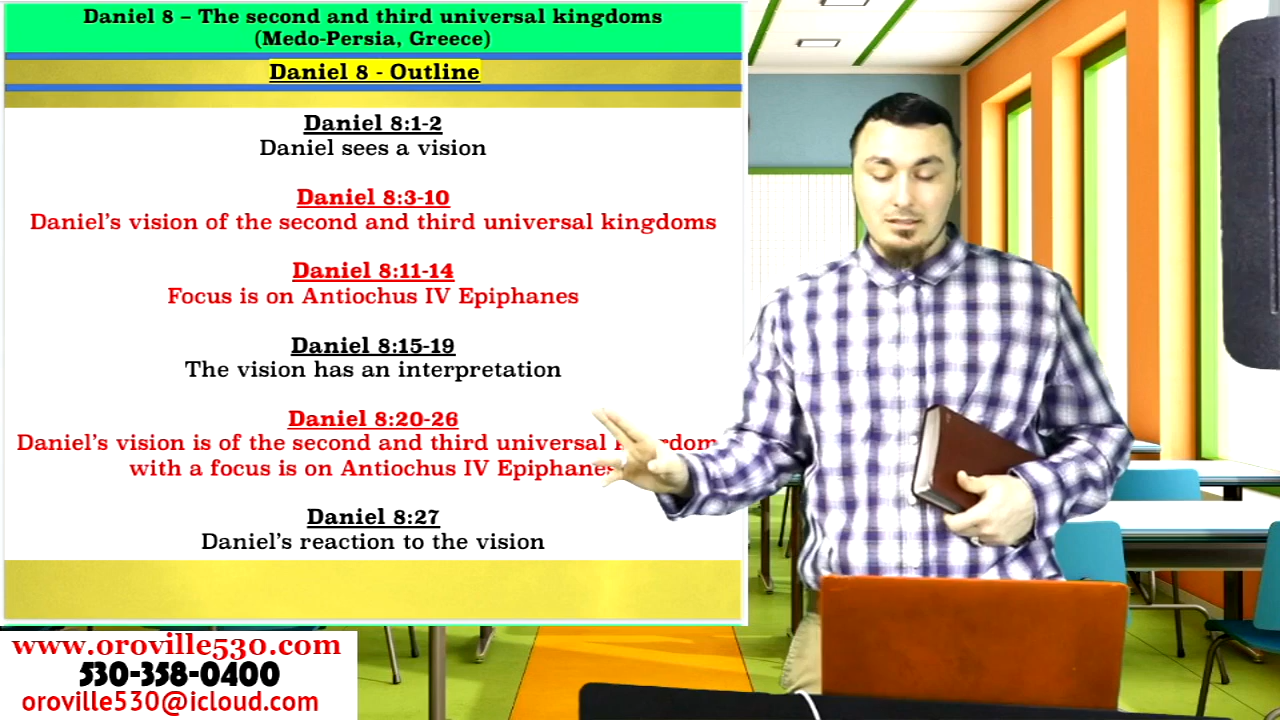 Daniel 8 – The second and third universal kingdoms
(Medo-Persia, Greece)
Daniel 8 - Outline
Daniel 8:1-2
Daniel sees a vision
Daniel 8:3-10
Daniel's vision of the second and third universal kingdoms
Daniel 8:11-14
Focus is on Antiochus IV Epiphanes
Daniel 8:15-19
The vision has an interpretation
Daniel 8:20-26
Daniel's vision is of the second and third universal
with a focus is on Antiochus IV Epiphanes
Daniel 8:27
Daniel's reaction to the vision
www.oroville530.com
530-358-0400
oroville530@icloud.com